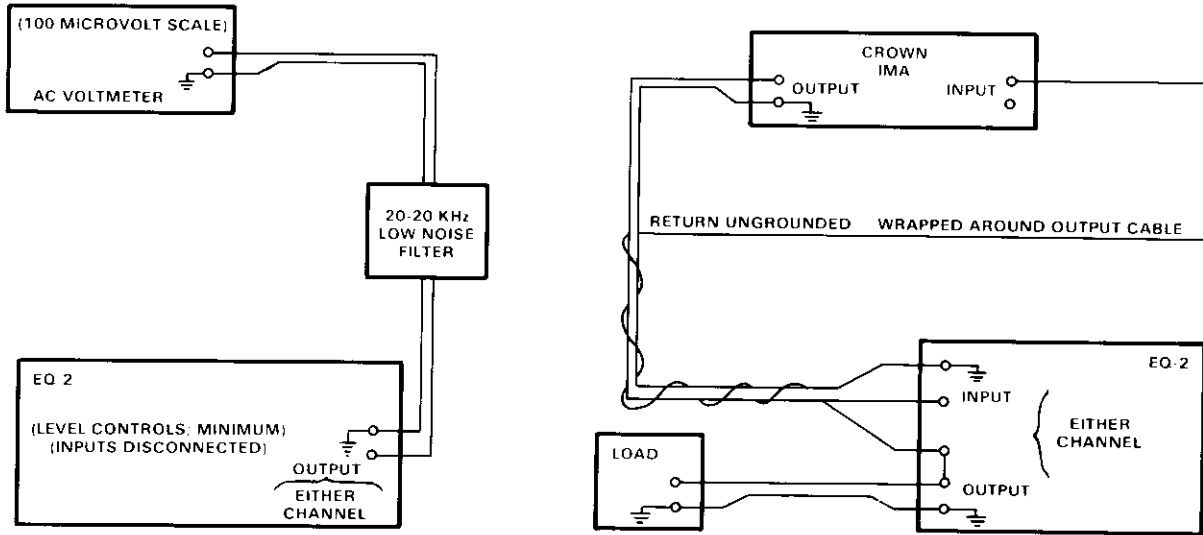 (100 MICROVOLT SCALE)
AC VOLTMETER
20-20 KHz
LOW NOISE
FILTER
EQ 2
(LEVEL CONTROLS; MINIMUM)
(INPUTS DISCONNECTED)
OUTPUT
EITHER
CHANNEL
CROWN
IMA
OUTPUT
INPUT
RETURN UNGROUNDED WRAPPED AROUND OUTPUT CABLE
EQ-2
INPUT
EITHER
CHANNEL
LOAD
OUTPUT